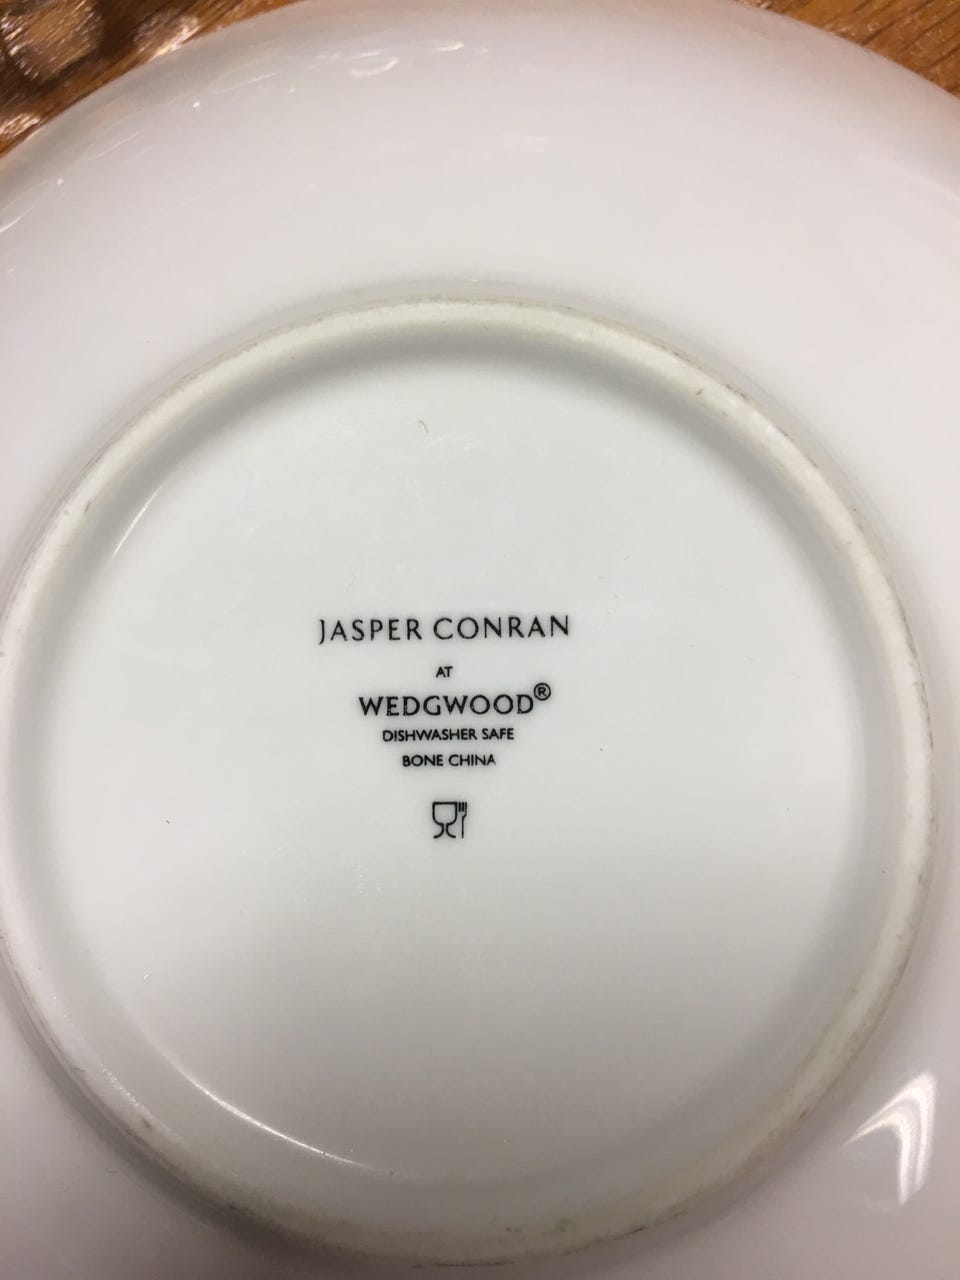 JASPER CONRAN
AT
WEDGWOOD®
DISHWASHER SAFE
BONE CHINA